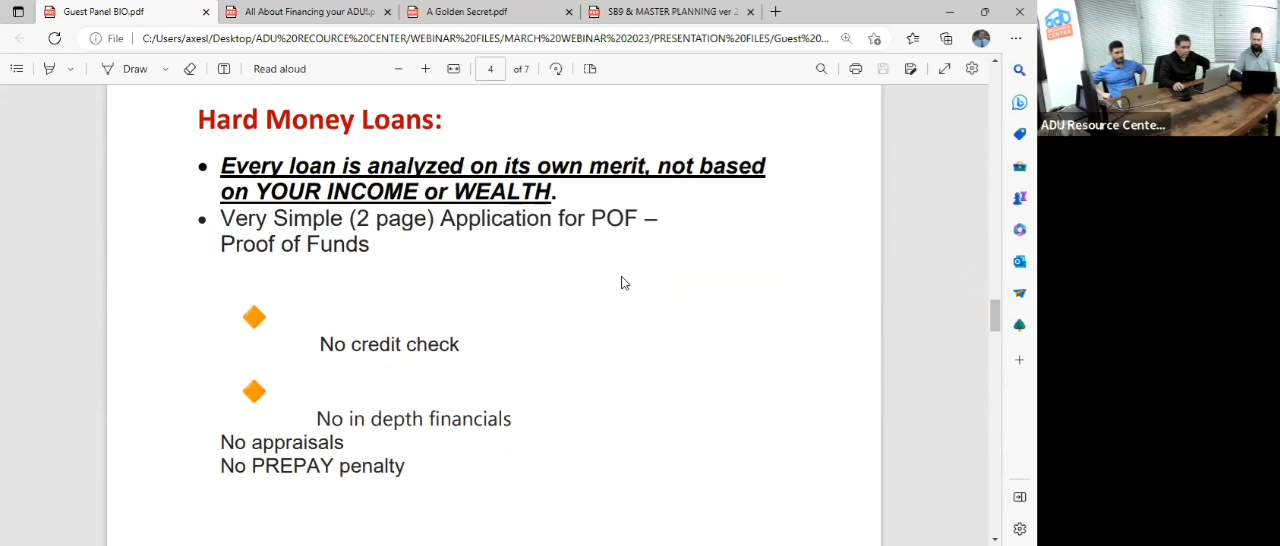 Guest Panel BIO.pdf
All About Financing your ADU!.p
A Golden Secret.pdf
SB9 & MASTER PLANNING ver 2
File
C:/Users/axesl/Desktop/ADU%20RECOURSE%20CENTER/WEBINAR%20FILES/MARCH%20WEBINAR%202023/PRESENTATION%20FILES/Guest%20...
Draw
Read aloud
4 of 7
Hard Money Loans:
• Every loan is analyzed on its own merit, not based
on YOUR INCOME or WEALTH.
• Very Simple (2 page) Application for POF –
Proof of Funds
No credit check
No in depth financials
No appraisals
No PREPAY penalty
adu
CENTER
ADU Resource Cente...